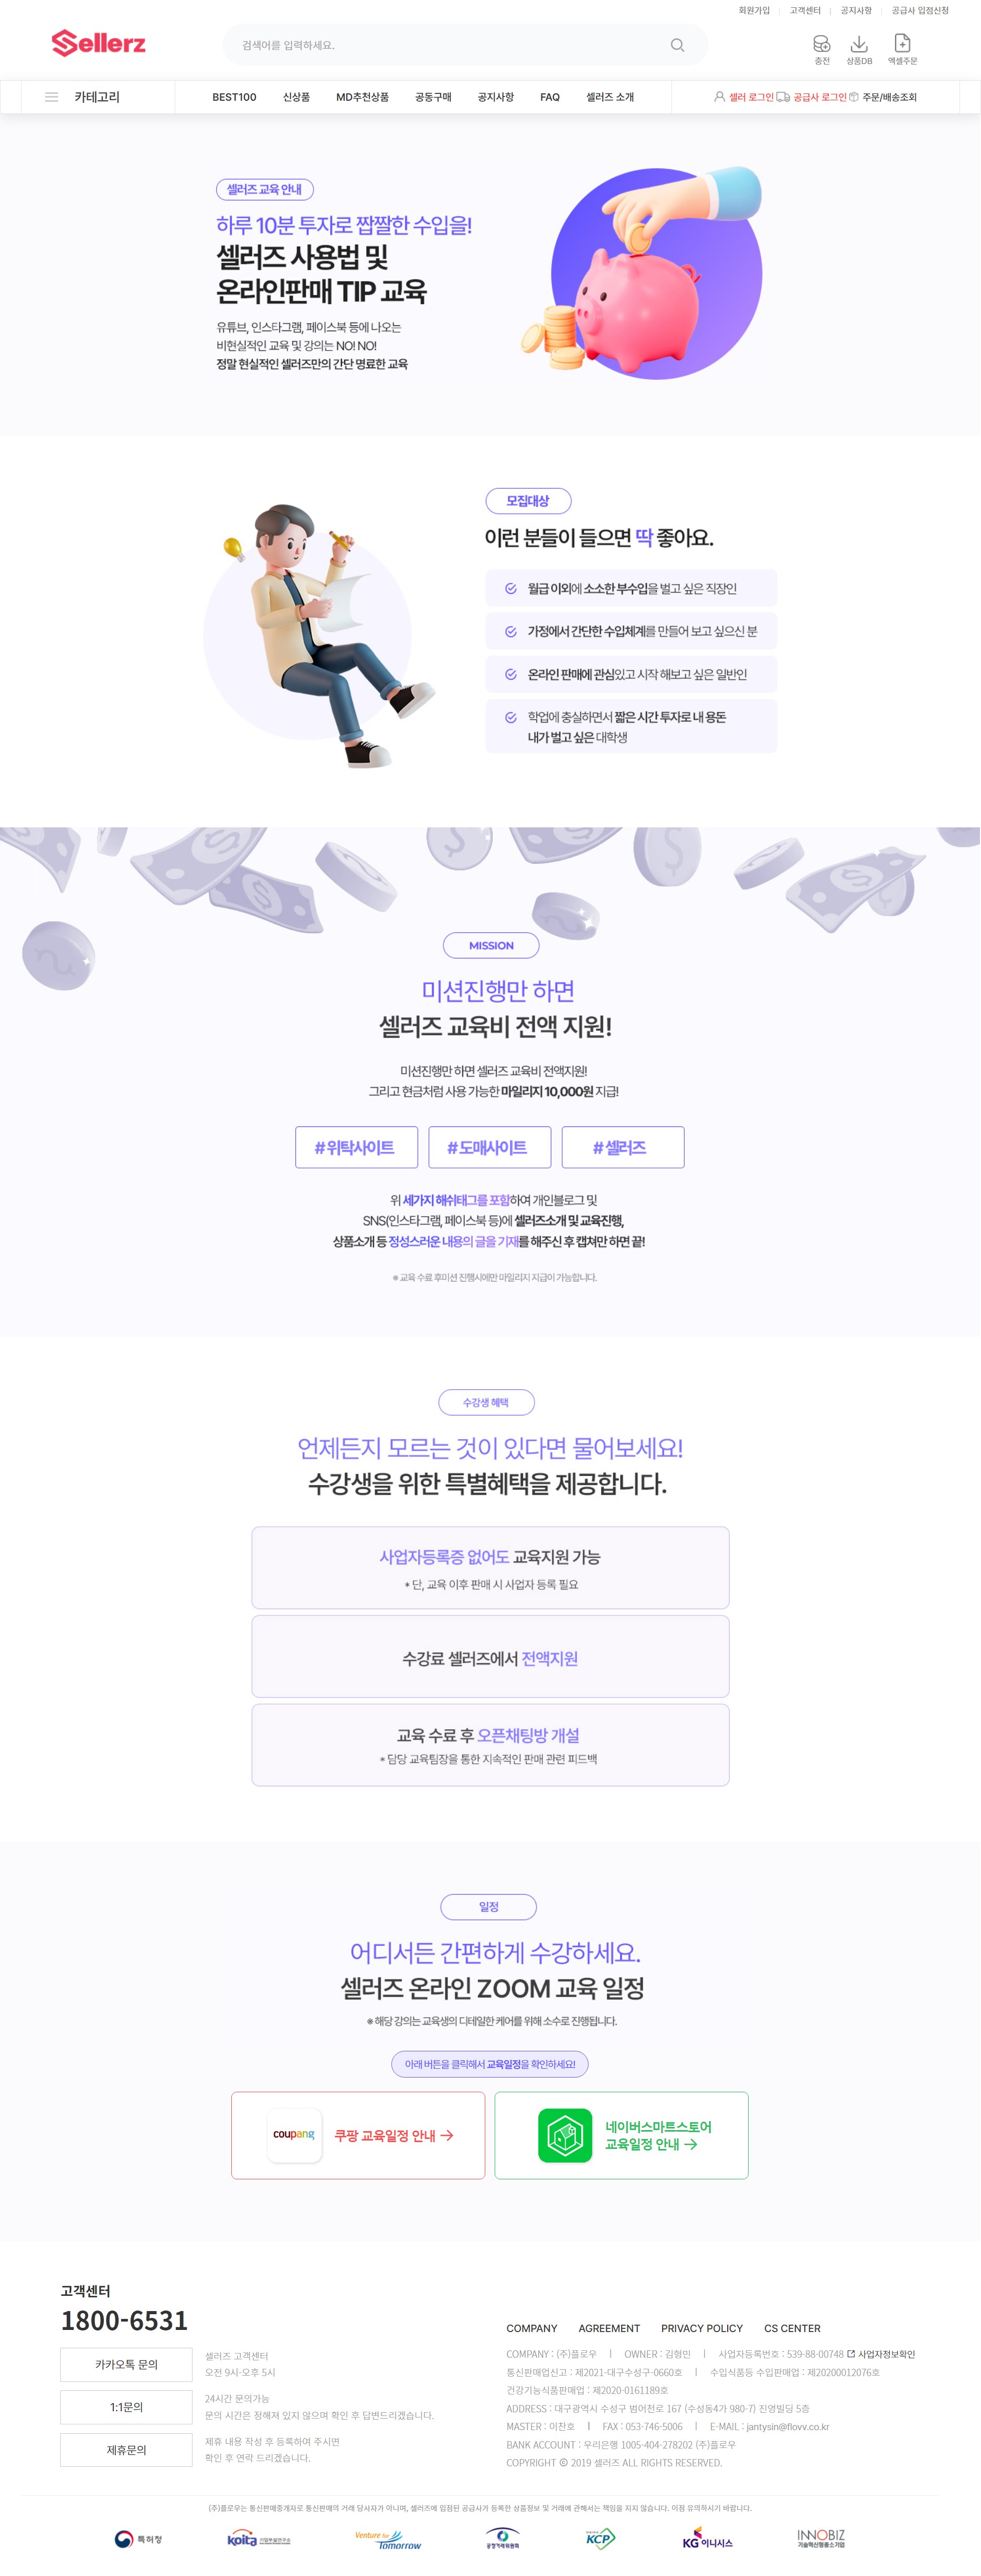 회원가입 | 고객센터 | 공지사항 | 공급사 입점신청
Sellerz
검색어를 입력하세요.
충전 상품DB 액셀주문
카테고리 BEST100 신상품 MD추천상품 공동구매 공지사항 FAQ 셀러즈 소개 셀러 로그인 공급사 로그인 주문/배송조회
셀러즈 교육 안내
하루 10분 투자로 짭짤한 수입을!
셀러즈 사용법 및
온라인판매 TIP 교육
유튜브, 인스타그램, 페이스북 등에 나오는
비현실적인 교육 및 강의는 NO! NO!
정말 현실적인 셀러즈만의 간단 명료한 교육
모집대상
이런 분들이 들으면 딱 좋아요.
월급 이외에 소소한 부수입을 벌고 싶은 직장인
가정에서 간단한 수입체계를 만들어 보고 싶으신 분
온라인 판매에 관심있고 시작 해보고 싶은 일반인
학업에 충실하면서 짧은 시간 투자로 내 용돈
내가 벌고 싶은 대학생
MISSION
미션진행만 하면
셀러즈 교육비 전액 지원!
미션진행만 하면 셀러즈 교육비 전액지원!
그리고 현금처럼 사용 가능한 마일리지 10,000원 지급!
# 위탁사이트 # 도매사이트 # 셀러즈
위 세가지 해쉬태그를 포함하여 개인블로그 및
SNS(인스타그램, 페이스북 등)에 셀러즈소개 및 교육진행,
상품소개 등 정성스러운 내용의 글을 기재를 해주신 후 캡쳐만 하면 끝!
※ 교육 수료 후미션 진행시에만 마일리지 지급이 가능합니다.
수강생 혜택
언제든지 모르는 것이 있다면 물어보세요!
수강생을 위한 특별혜택을 제공합니다.
사업자등록증 없어도 교육지원 가능
* 단, 교육 이후 판매 시 사업자 등록 필요
수강료 셀러즈에서 전액지원
교육 수료 후 오픈채팅방 개설
* 담당 교육팀장을 통한 지속적인 판매 관련 피드백
일정
어디서든 간편하게 수강하세요.
셀러즈 온라인 ZOOM 교육 일정
※ 해당 강의는 교육생의 디테일한 케어를 위해 소수로 진행됩니다.
아래 버튼을 클릭해서 교육일정을 확인하세요!
coupang 쿠팡 교육일정 안내 →
네이버스마트스토어
교육일정 안내 →
고객센터
1800-6531
카카오톡 문의
셀러즈 고객센터
오전 9시-오후 5시
1:1문의
24시간 문의가능
문의 시간은 정해져 있지 않으며 확인 후 답변드리겠습니다.
제휴문의
제휴 내용 작성 후 등록하여 주시면
확인 후 연락 드리겠습니다.
COMPANY AGREEMENT PRIVACY POLICY CS CENTER
COMPANY : (주)플로우 | OWNER : 김형민 | 사업자등록번호 : 539-88-00748 사업자정보확인
통신판매업신고 : 제2021-대구수성구-0660호 | 수입식품등 수입판매업 : 제20200012076호
건강기능식품판매업 : 제2020-0161189호
ADDRESS : 대구광역시 수성구 범어천로 167 (수성동4가 980-7) 진영빌딩 5층
MASTER : 이찬호 | FAX : 053-746-5006 | E-MAIL : jantysin@flovv.co.kr
BANK ACCOUNT : 우리은행 1005-404-278202 (주)플로우
COPYRIGHT © 2019 셀러즈 ALL RIGHTS RESERVED.
(주)플로우는 통신판매중개자로 통신판매의 거래 당사자가 아니며, 셀러즈에 입점된 공급사가 등록한 상품정보 및 거래에 관해서는 책임을 지지 않습니다. 이점 유의하시기 바랍니다.
특허청
koita 기업부설연구소
Venture for Tomorrow
공정거래위원회
KCP
KG 이니시스
INNOBIZ
기술혁신형중소기업